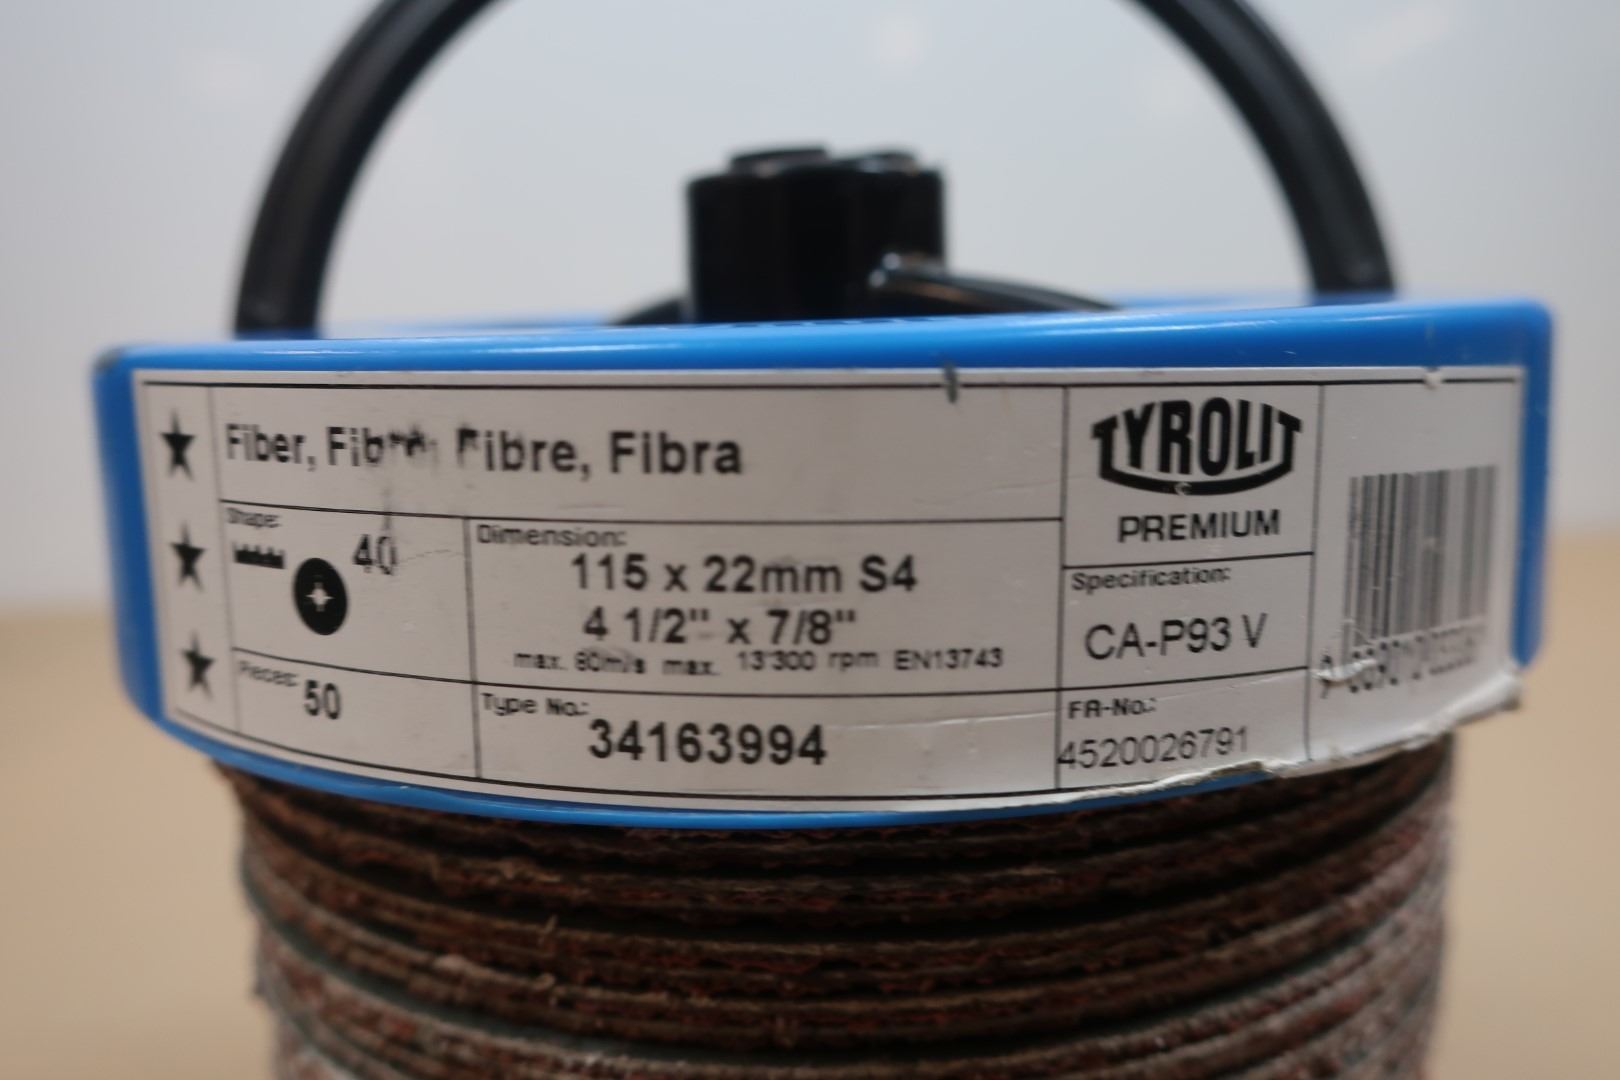 Fiber, Fibre, Fibra
TYROLIT
PREMIUM
Shape:
40
Dimension:
115 x 22mm S4
4 1/2" x 7/8"
max. 80m/s max. 13'300 rpm EN13743
Specification:
CA-P93 V
Pieces:
50
Type No.:
34163994
FA-No.:
4520026791